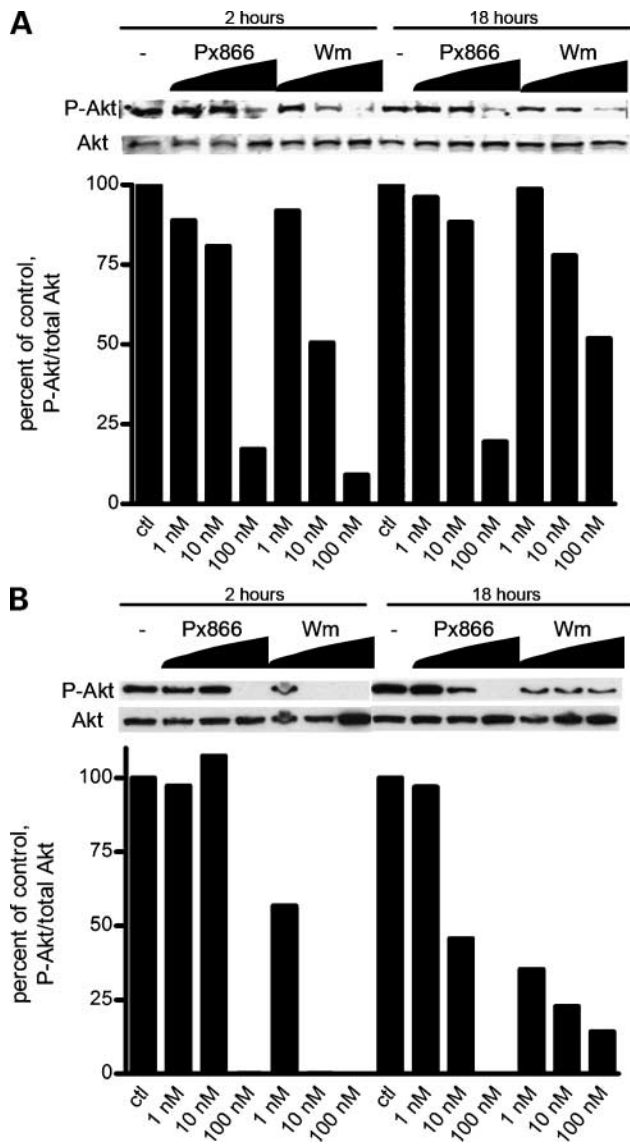 A
2 hours 18 hours
- Px866 Wm - Px866 Wm
P-Akt
Akt
percent of control,
P-Akt/total Akt
100
75
50
25
0
ctl 1 nM 10 nM 100 nM 1 nM 10 nM 100 nM ctl 1 nM 10 nM 100 nM 1 nM 10 nM 100 nM
B
2 hours 18 hours
- Px866 Wm - Px866 Wm
P-Akt
Akt
percent of control,
P-Akt/total Akt
100
75
50
25
0
ctl 1 nM 10 nM 100 nM 1 nM 10 nM 100 nM ctl 1 nM 10 nM 100 nM 1 nM 10 nM 100 nM